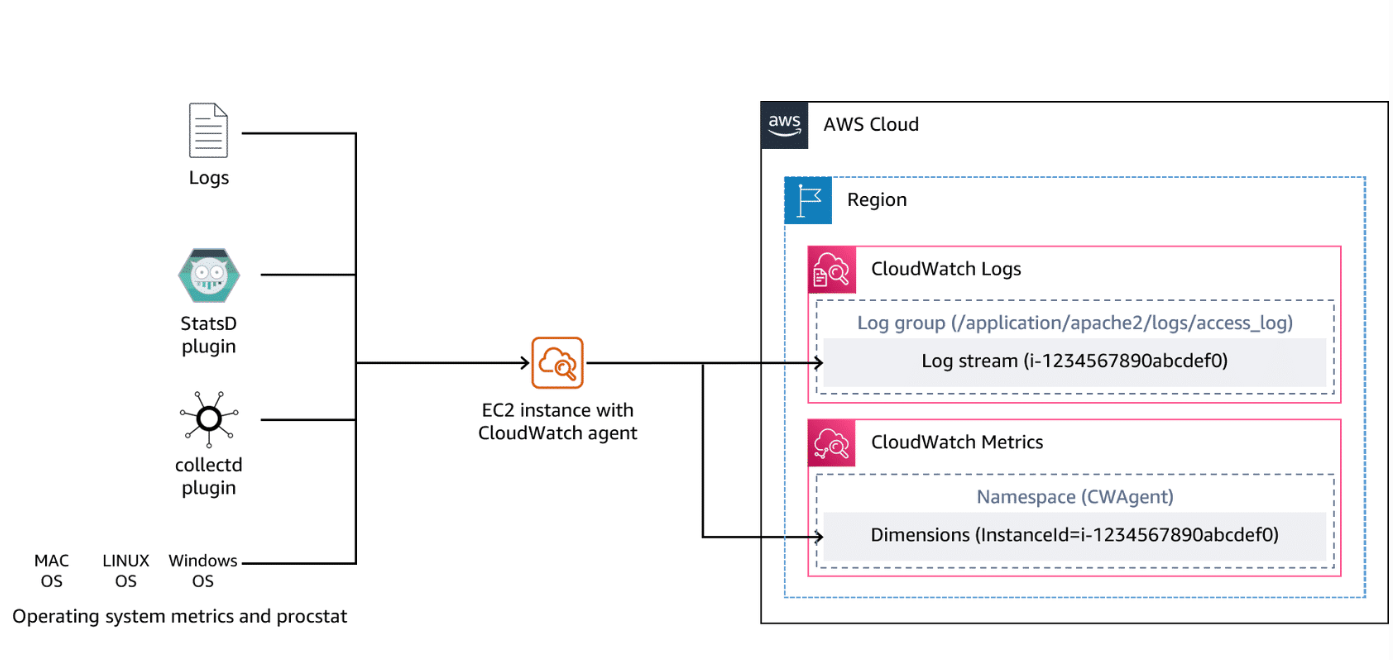 Logs
StatsD
plugin
collectd
plugin
MAC
OS
LINUX
OS
Windows
OS
Operating system metrics and procstat
EC2 instance with
CloudWatch agent
aws
AWS Cloud
Region
CloudWatch Logs
Log group (/application/apache2/logs/access_log)
Log stream (i-1234567890abcdef0)
CloudWatch Metrics
Namespace (CWAgent)
Dimensions (InstanceId=i-1234567890abcdef0)